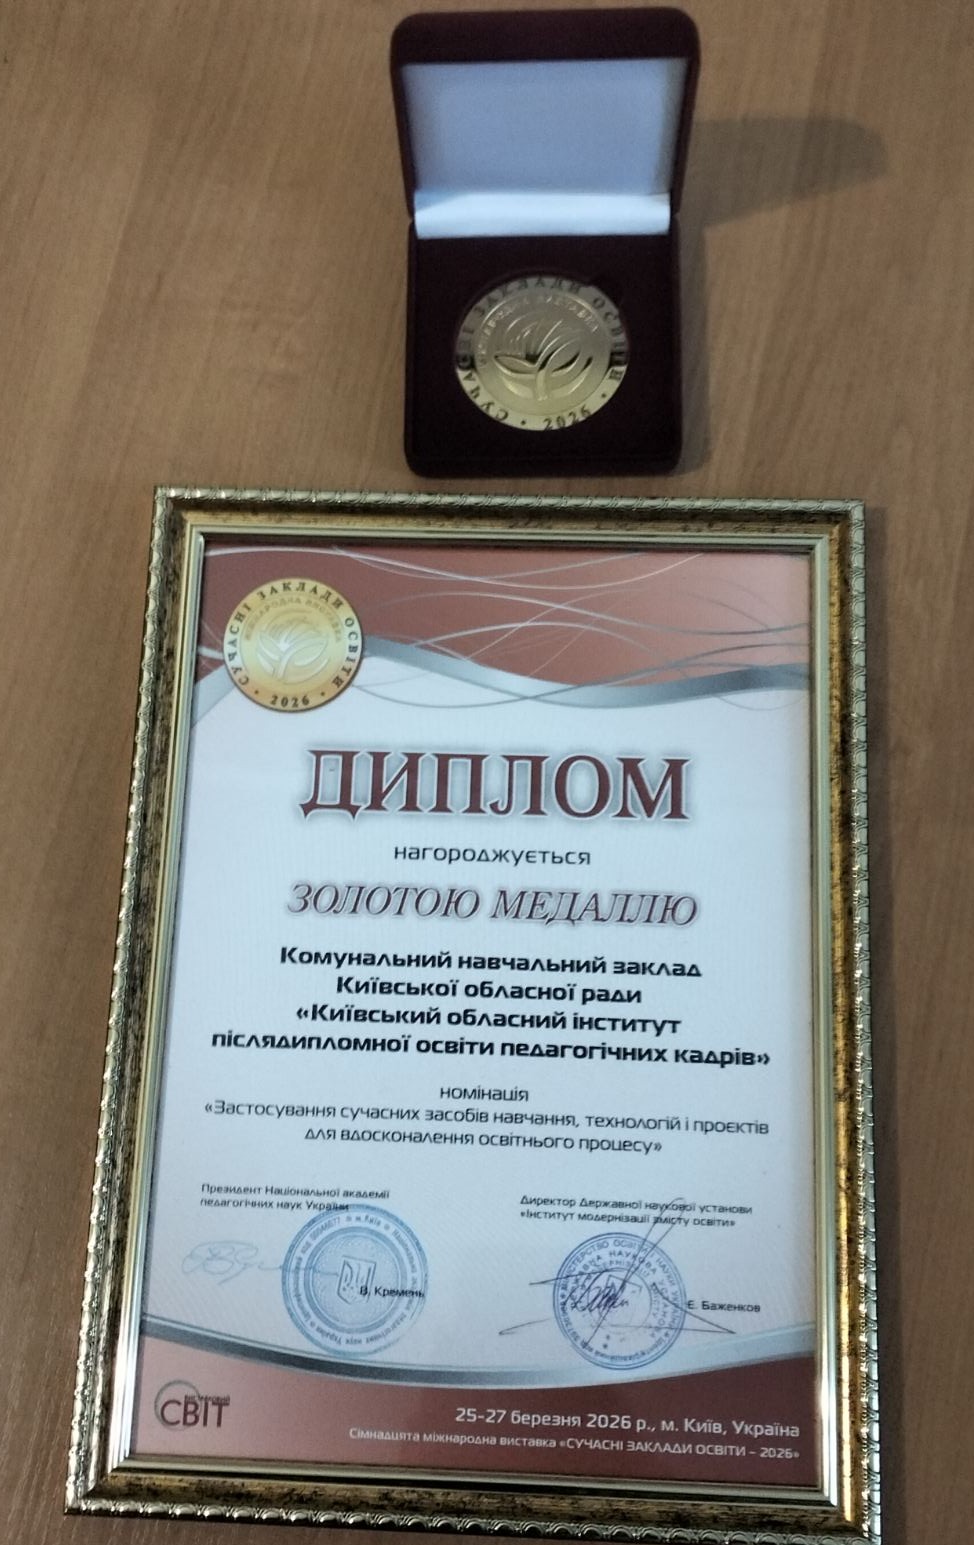 СУЧАСНІ ЗАКЛАДИ ОСВІТИ
2026
СУЧАСНІ ЗАКЛАДИ ОСВІТИ
МІЖНАРОДНА ВИСТАВКА
2026
ДИПЛОМ
нагороджується
ЗОЛОТОЮ МЕДАЛЛЮ
Комунальний навчальний заклад
Київської обласної ради
«Київський обласний інститут
післядипломної освіти педагогічних кадрів»
номінація
«Застосування сучасних засобів навчання, технологій і проєктів
для вдосконалення освітнього процесу»
Президент Національної академії
педагогічних наук України
В. Кремень
Директор Державної наукової установи
«Інститут модернізації змісту освіти»
Є. Баженков
СВІТ
25-27 березня 2026 р., м. Київ, Україна
Сімнадцята міжнародна виставка «СУЧАСНІ ЗАКЛАДИ ОСВІТИ – 2026»